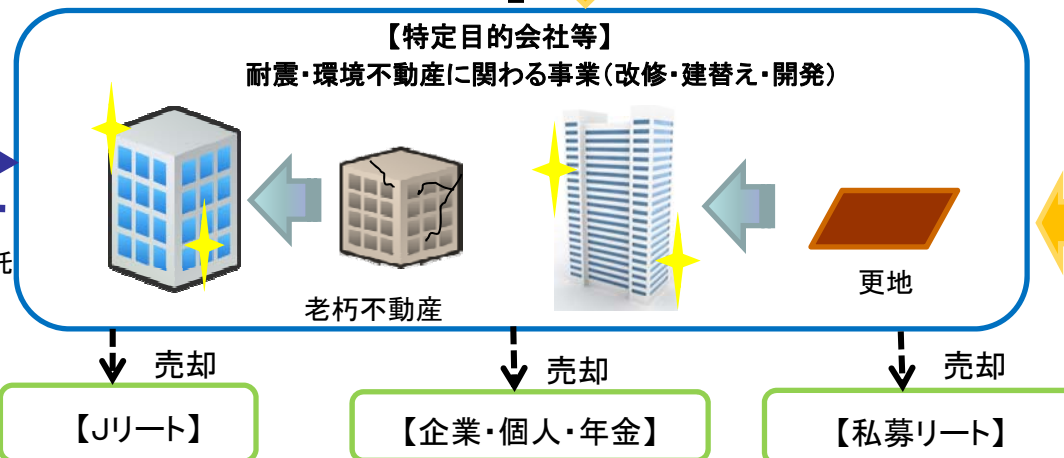 【特定目的会社等】
耐震・環境不動産に関わる事業(改修・建替え・開発)
託
老朽不動産
更地
売却
売却
売却
【Jリート】
【企業・個人・年金】
【私募リート】